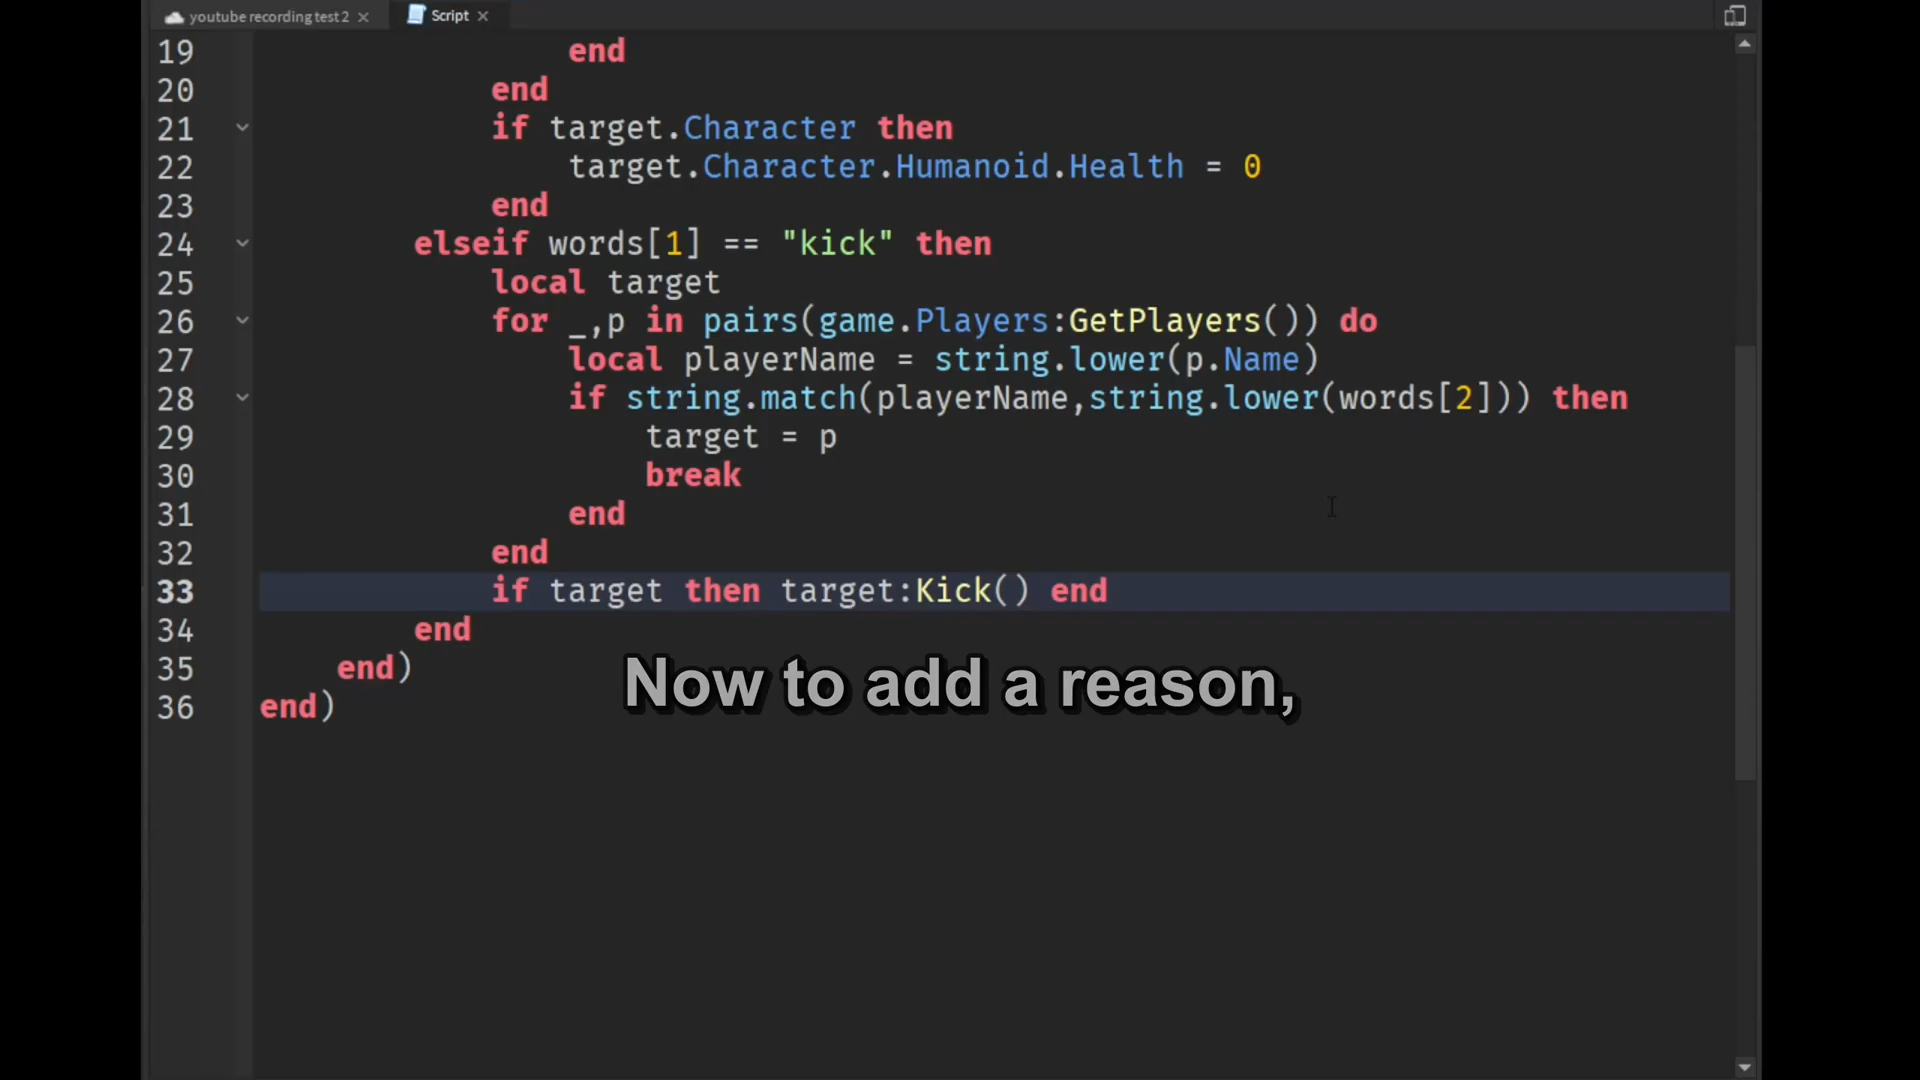 youtube recording test 2
Script
19 end
20 end
21 if target.Character then
22 target.Character.Humanoid.Health = 0
23 end
24 elseif words[1] == "kick" then
25 local target
26 for _,p in pairs(game.Players:GetPlayers()) do
27 local playerName = string.lower(p.Name)
28 if string.match(playerName,string.lower(words[2])) then
29 target = p
30 break
31 end
32 end
33 if target then target:Kick() end
34 end
35 end)
36 end)
Now to add a reason,